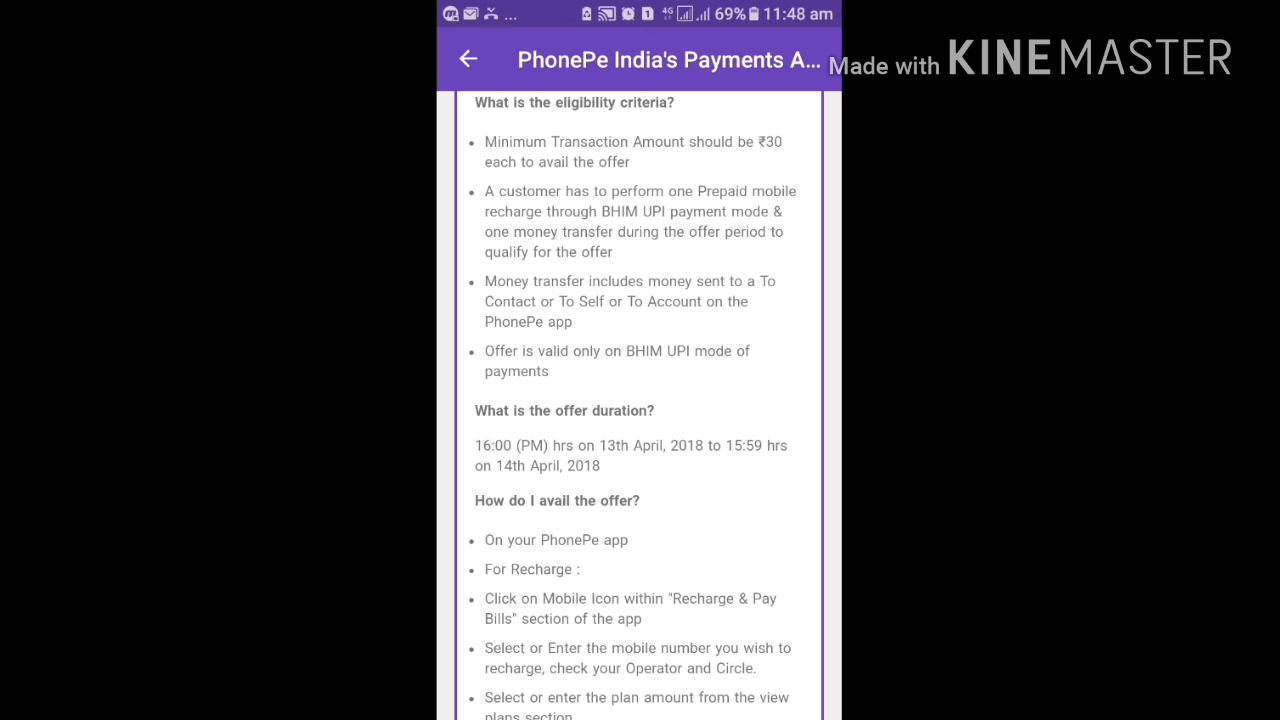 ... 4G 1 69% 11:48 am
PhonePe India's Payments A...
Made with KINEMASTER
What is the eligibility criteria?
• Minimum Transaction Amount should be ₹30
each to avail the offer
• A customer has to perform one Prepaid mobile
recharge through BHIM UPI payment mode &
one money transfer during the offer period to
qualify for the offer
• Money transfer includes money sent to a To
Contact or To Self or To Account on the
PhonePe app
• Offer is valid only on BHIM UPI mode of
payments
What is the offer duration?
16:00 (PM) hrs on 13th April, 2018 to 15:59 hrs
on 14th April, 2018
How do I avail the offer?
• On your PhonePe app
• For Recharge :
• Click on Mobile Icon within "Recharge & Pay
Bills" section of the app
• Select or Enter the mobile number you wish to
recharge, check your Operator and Circle.
• Select or enter the plan amount from the view
plans section